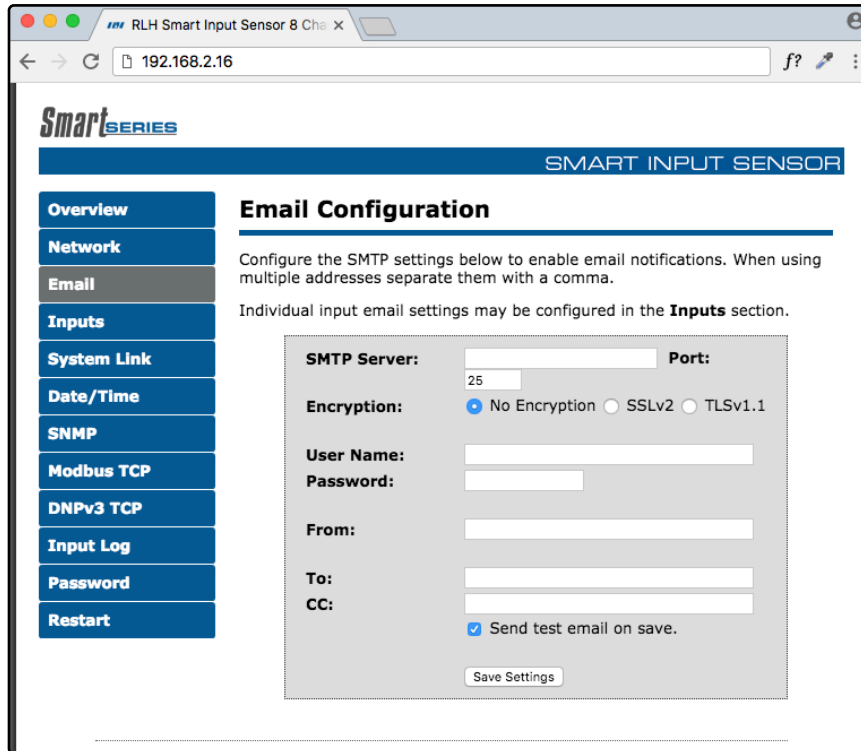 RLH Smart Input Sensor 8 Cha
192.168.2.16
f?
Smart SERIES
SMART INPUT SENSOR
Overview
Network
Email
Inputs
System Link
Date/Time
SNMP
Modbus TCP
DNPv3 TCP
Input Log
Password
Restart
Email Configuration
Configure the SMTP settings below to enable email notifications. When using
multiple addresses separate them with a comma.
Individual input email settings may be configured in the Inputs section.
SMTP Server: Port:
25
Encryption: No Encryption SSLv2 TLSv1.1
User Name:
Password:
From:
To:
CC:
Send test email on save.
Save Settings